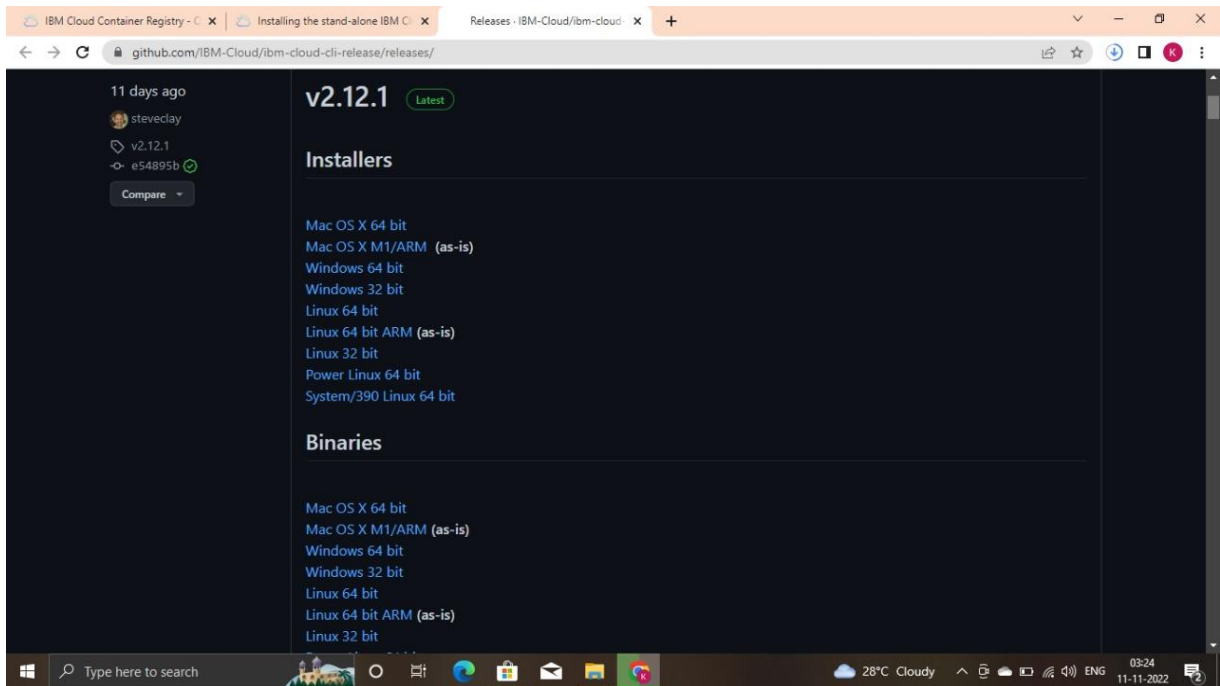 IBM Cloud Container Registry - C
Installing the stand-alone IBM Cl
Releases · IBM-Cloud/ibm-cloud-
github.com/IBM-Cloud/ibm-cloud-cli-release/releases/
K
11 days ago
steveclay
v2.12.1
e54895b
Compare
v2.12.1 Latest
Installers
Mac OS X 64 bit
Mac OS X M1/ARM (as-is)
Windows 64 bit
Windows 32 bit
Linux 64 bit
Linux 64 bit ARM (as-is)
Linux 32 bit
Power Linux 64 bit
System/390 Linux 64 bit
Binaries
Mac OS X 64 bit
Mac OS X M1/ARM (as-is)
Windows 64 bit
Windows 32 bit
Linux 64 bit
Linux 64 bit ARM (as-is)
Linux 32 bit
Type here to search
28°C Cloudy
ENG
03:24
11-11-2022
2